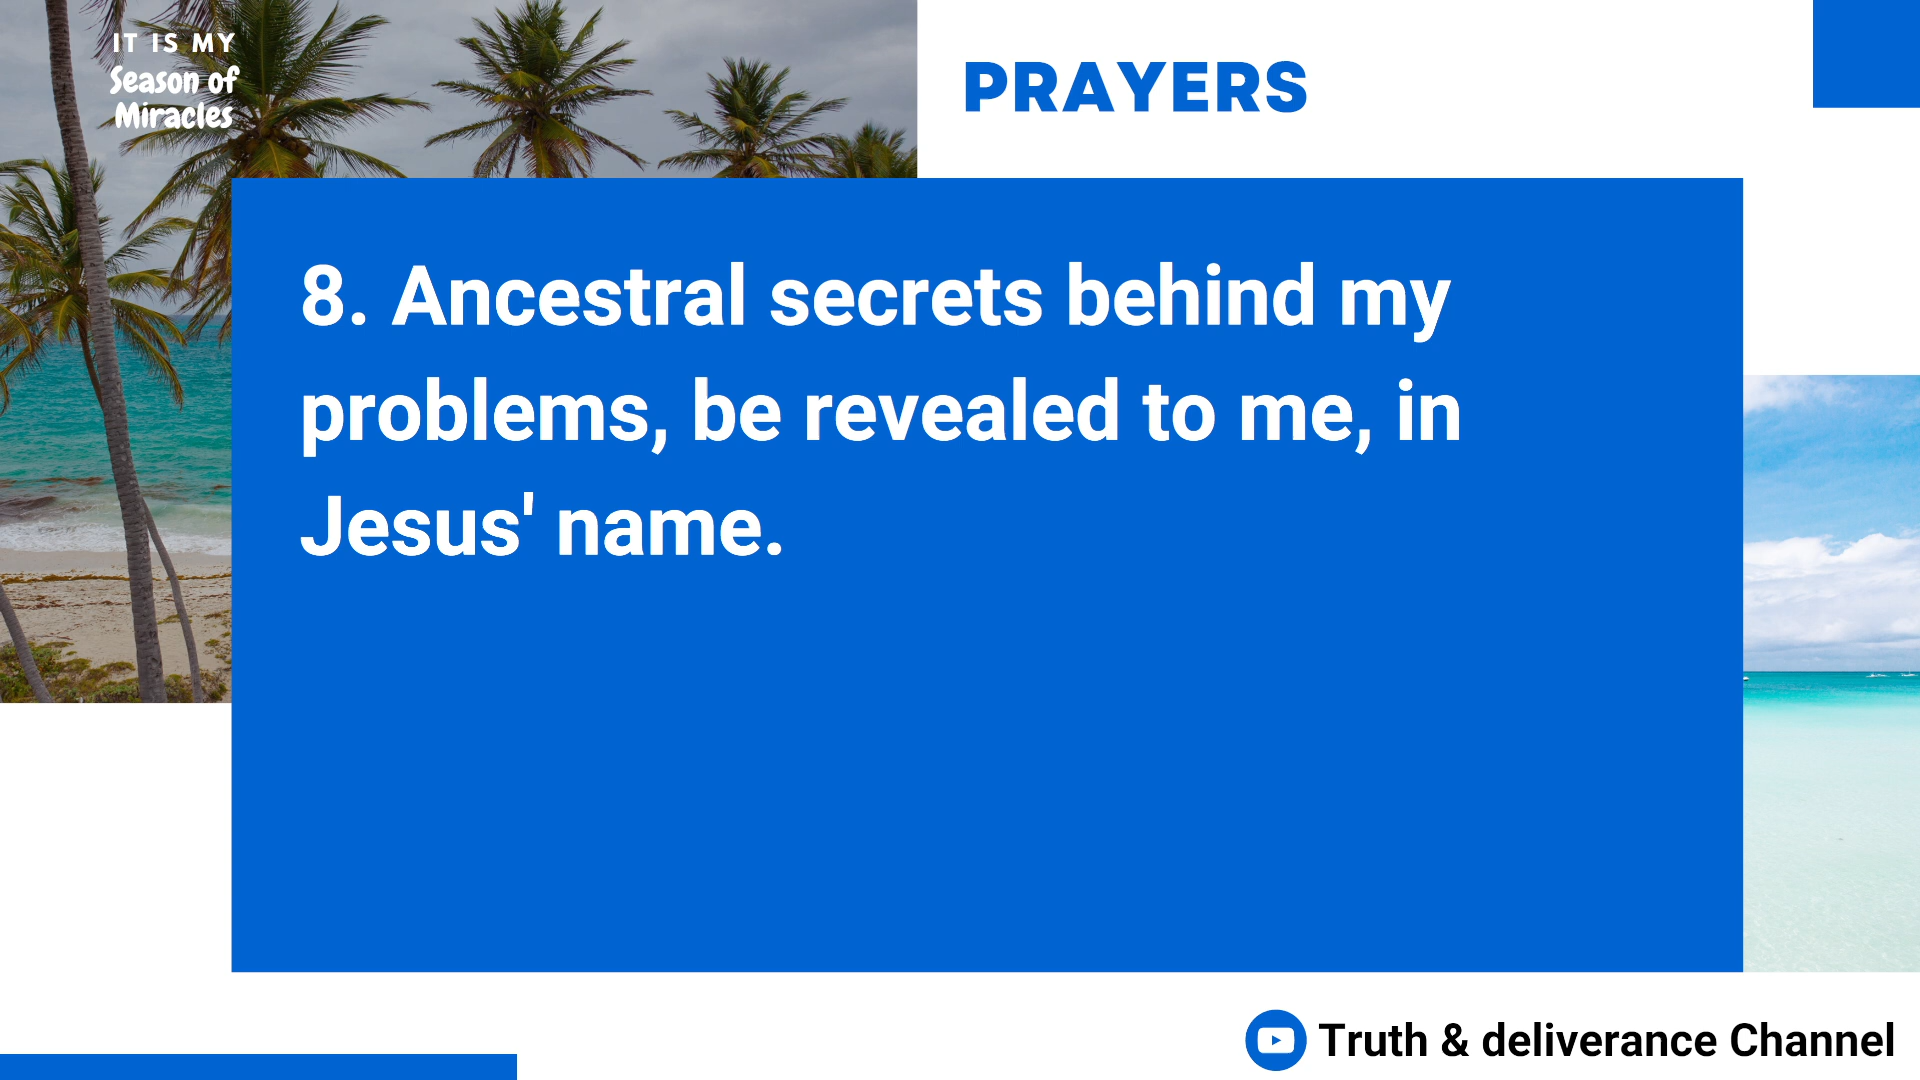 IT IS MY
Season of
Miracles
PRAYERS
8. Ancestral secrets behind my
problems, be revealed to me, in
Jesus' name.
Truth & deliverance Channel